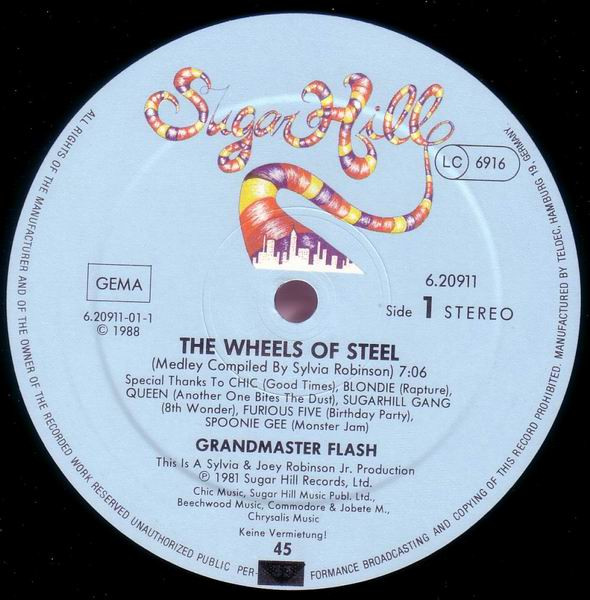 Sugar Hill
LC 6916
GEMA
6.20911-01-1
© 1988
6.20911
Side 1 STEREO
THE WHEELS OF STEEL
(Medley Compiled By Sylvia Robinson) 7:06
Special Thanks To CHIC (Good Times), BLONDIE (Rapture),
QUEEN (Another One Bites The Dust), SUGARHILL GANG
(8th Wonder), FURIOUS FIVE (Birthday Party),
SPOONIE GEE (Monster Jam)
GRANDMASTER FLASH
This Is A Sylvia & Joey Robinson Jr. Production
℗ 1981 Sugar Hill Records, Ltd.
Chic Music, Sugar Hill Music Publ. Ltd.,
Beechwood Music, Commodore & Jobete M.,
Chrysalis Music
Keine Vermietung!
45
ALL RIGHTS OF THE MANUFACTURER AND OF THE OWNER OF THE RECORDED WORK RESERVED UNAUTHORIZED PUBLIC PER- FORMANCE BROADCASTING AND COPYING OF THIS RECORD PROHIBITED. MANUFACTURED BY TELDEC, HAMBURG 19, GERMANY.